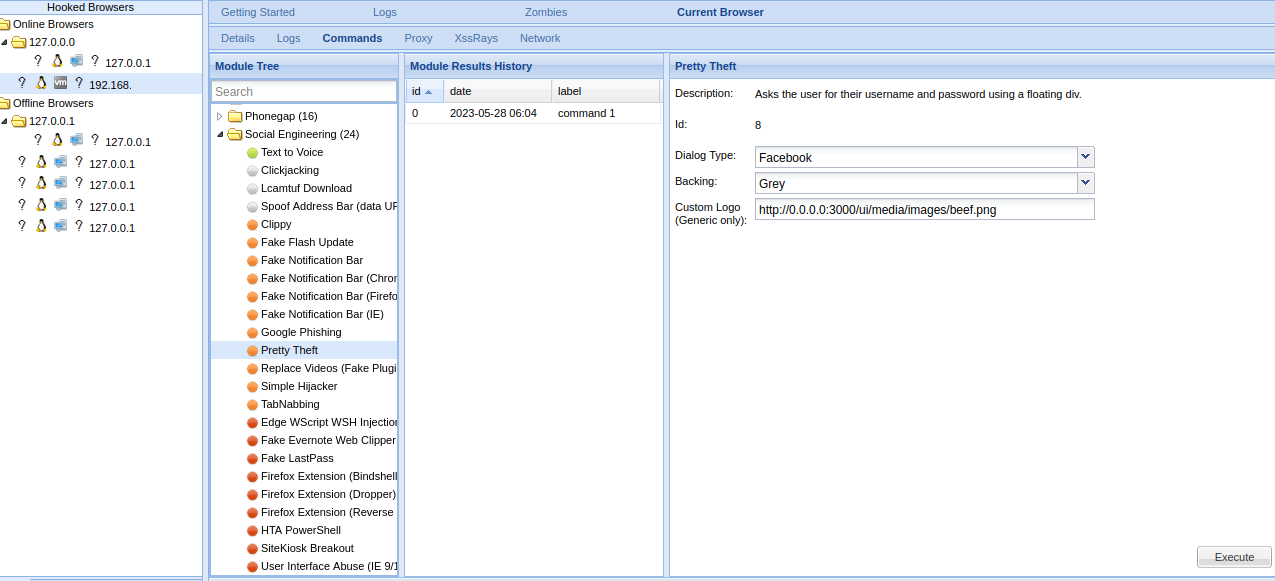 Hooked Browsers
Online Browsers
127.0.0.0
? ? 127.0.0.1
? vm ? 192.168.
Offline Browsers
127.0.0.1
? ? 127.0.0.1
? ? 127.0.0.1
? ? 127.0.0.1
? ? 127.0.0.1
? ? 127.0.0.1
Getting Started Logs Zombies Current Browser
Details Logs Commands Proxy XssRays Network
Module Tree
Search
Phonegap (16)
Social Engineering (24)
Text to Voice
Clickjacking
Lcamtuf Download
Spoof Address Bar (data UR
Clippy
Fake Flash Update
Fake Notification Bar
Fake Notification Bar (Chron
Fake Notification Bar (Firefo
Fake Notification Bar (IE)
Google Phishing
Pretty Theft
Replace Videos (Fake Plugi
Simple Hijacker
TabNabbing
Edge WScript WSH Injection
Fake Evernote Web Clipper
Fake LastPass
Firefox Extension (Bindshell
Firefox Extension (Dropper)
Firefox Extension (Reverse
HTA PowerShell
SiteKiosk Breakout
User Interface Abuse (IE 9/1
Module Results History
id date label
0 2023-05-28 06:04 command 1
Pretty Theft
Description: Asks the user for their username and password using a floating div.
Id: 8
Dialog Type: Facebook
Backing: Grey
Custom Logo
(Generic only): http://0.0.0.0:3000/ui/media/images/beef.png
Execute